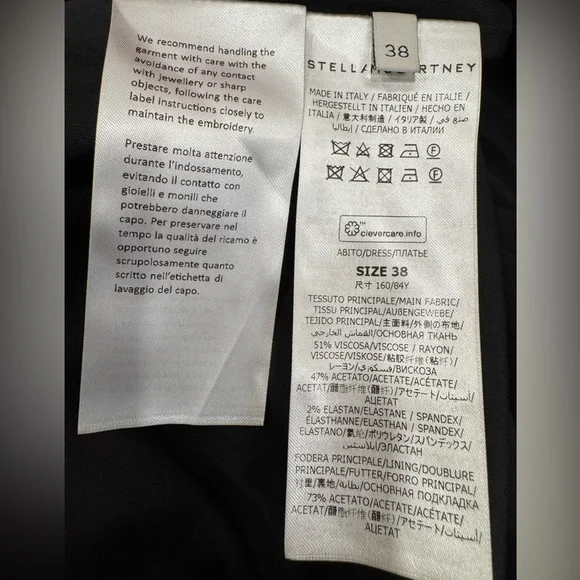 We recommend handling the
garment with care with the
avoidance of any contact
with jewellery or sharp
objects, following the care
label instructions closely to
maintain the emboridery.
Prestare molta attenzione
durante l'indossamento,
evitando il contatto con
gioielli e monili che
potrebbero danneggiare il
capo. Per preservare nel
tempo la qualità del ricamo è
opportuno seguire
scrupolosamente quanto
scritto nell'etichetta di
lavaggio del capo.
38
STELLA RTNEY
MADE IN ITALY / FABRIQUÉ EN ITALIE /
HERGESTELLT IN ITALIEN / HECHO EN
ITALIA / 意大利制造 / イタリア製 / صنع في
إيطاليا / СДЕЛАНО В ИТАЛИИ
clevercare.info
ABITO/DRESS/ПЛАТЬЕ
SIZE 38
尺寸 160/84Y
TESSUTO PRINCIPALE/MAIN FABRIC/
TISSU PRINCIPAL/AUßENGEWEBE/
TEJIDO PRINCIPAL/主面料/外側の布地/
القماش الخارجي/ОСНОВНАЯ ТКАНЬ
51% VISCOSA/VISCOSE / RAYON/
VISCOSE/VISKOSE/粘胶纤维(粘纤)/
レーヨン/فسكوزي/ВИСКОЗА
47% ACETATO/ACETATE/ACÉTATE/
ACETAT/醋酯纤维(醋纤)/アセテート/أسيتات/
АЦЕТАТ
2% ELASTAN/ELASTANE / SPANDEX/
ÉLASTHANNE/ELASTHAN / SPANDEX/
ELASTANO/氨纶/ポリウレタン/スパンデックス/
إيلاستين/ЭЛАСТАН
FODERA PRINCIPALE/LINING/DOUBLURE
PRINCIPALE/FUTTER/FORRO PRINCIPAL/
里/裏地/بطانة/ОСНОВНАЯ ПОДКЛАДКА
73% ACETATO/ACETATE/ACÉTATE/
ACETAT/醋酯纤维(醋纤)/アセテート/أسيتات/
АЦЕТАТ